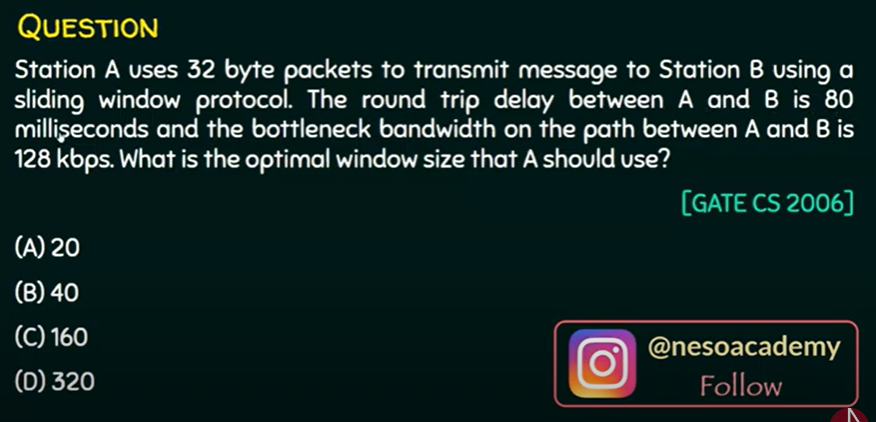 QUESTION
Station A uses 32 byte packets to transmit message to Station B using a
sliding window protocol. The round trip delay between A and B is 80
milliseconds and the bottleneck bandwidth on the path between A and B is
128 kbps. What is the optimal window size that A should use?
[GATE CS 2006]
(A) 20
(B) 40
(C) 160
(D) 320
@nesoacademy
Follow